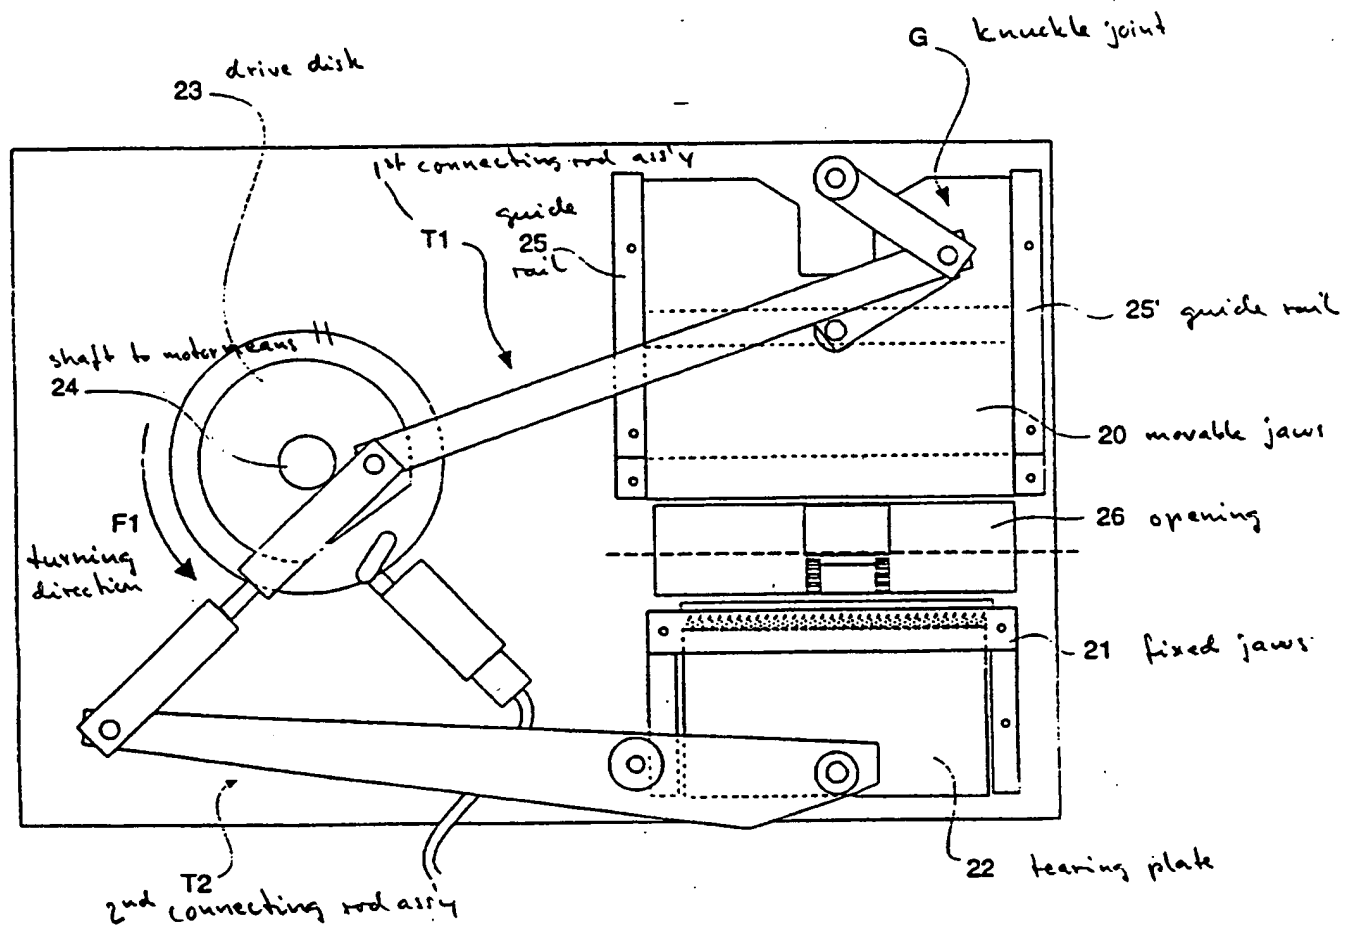 G knuckle joint
drive disk
23
1st connecting rod ass'y
guide
T1
25
rail
25' guide rail
shaft to motor means
24
20 movable jaws
F1
26 opening
turning
direction
21 fixed jaws
22 tearing plate
T2
2nd connecting rod ass'y